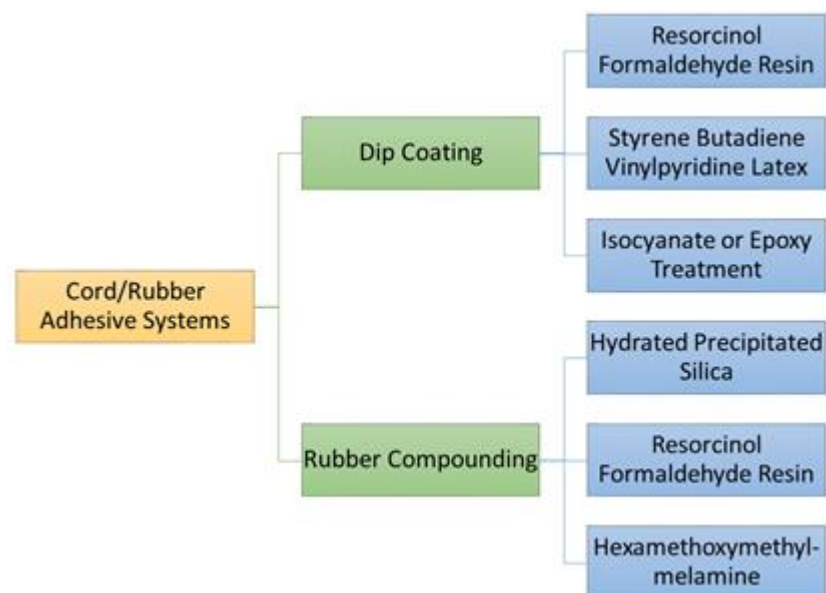 Resorcinol
Formaldehyde Resin
Dip Coating
Styrene Butadiene
Vinylpyridine Latex
Isocyanate or Epoxy
Treatment
Cord/Rubber
Adhesive Systems
Hydrated Precipitated
Silica
Rubber Compounding
Resorcinol
Formaldehyde Resin
Hexamethoxymethyl-
melamine